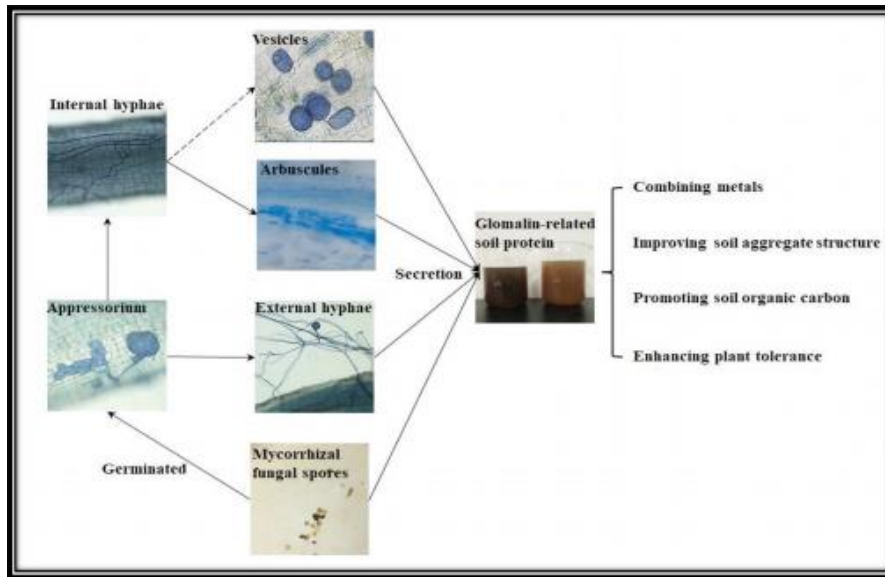 Vesicles
Internal hyphae
Arbuscules
Glomalin-related
soil protein
Secretion
Combining metals
Improving soil aggregate structure
Promoting soil organic carbon
Enhancing plant tolerance
Appressorium
External hyphae
Mycorrhizal
fungal spores
Germinated